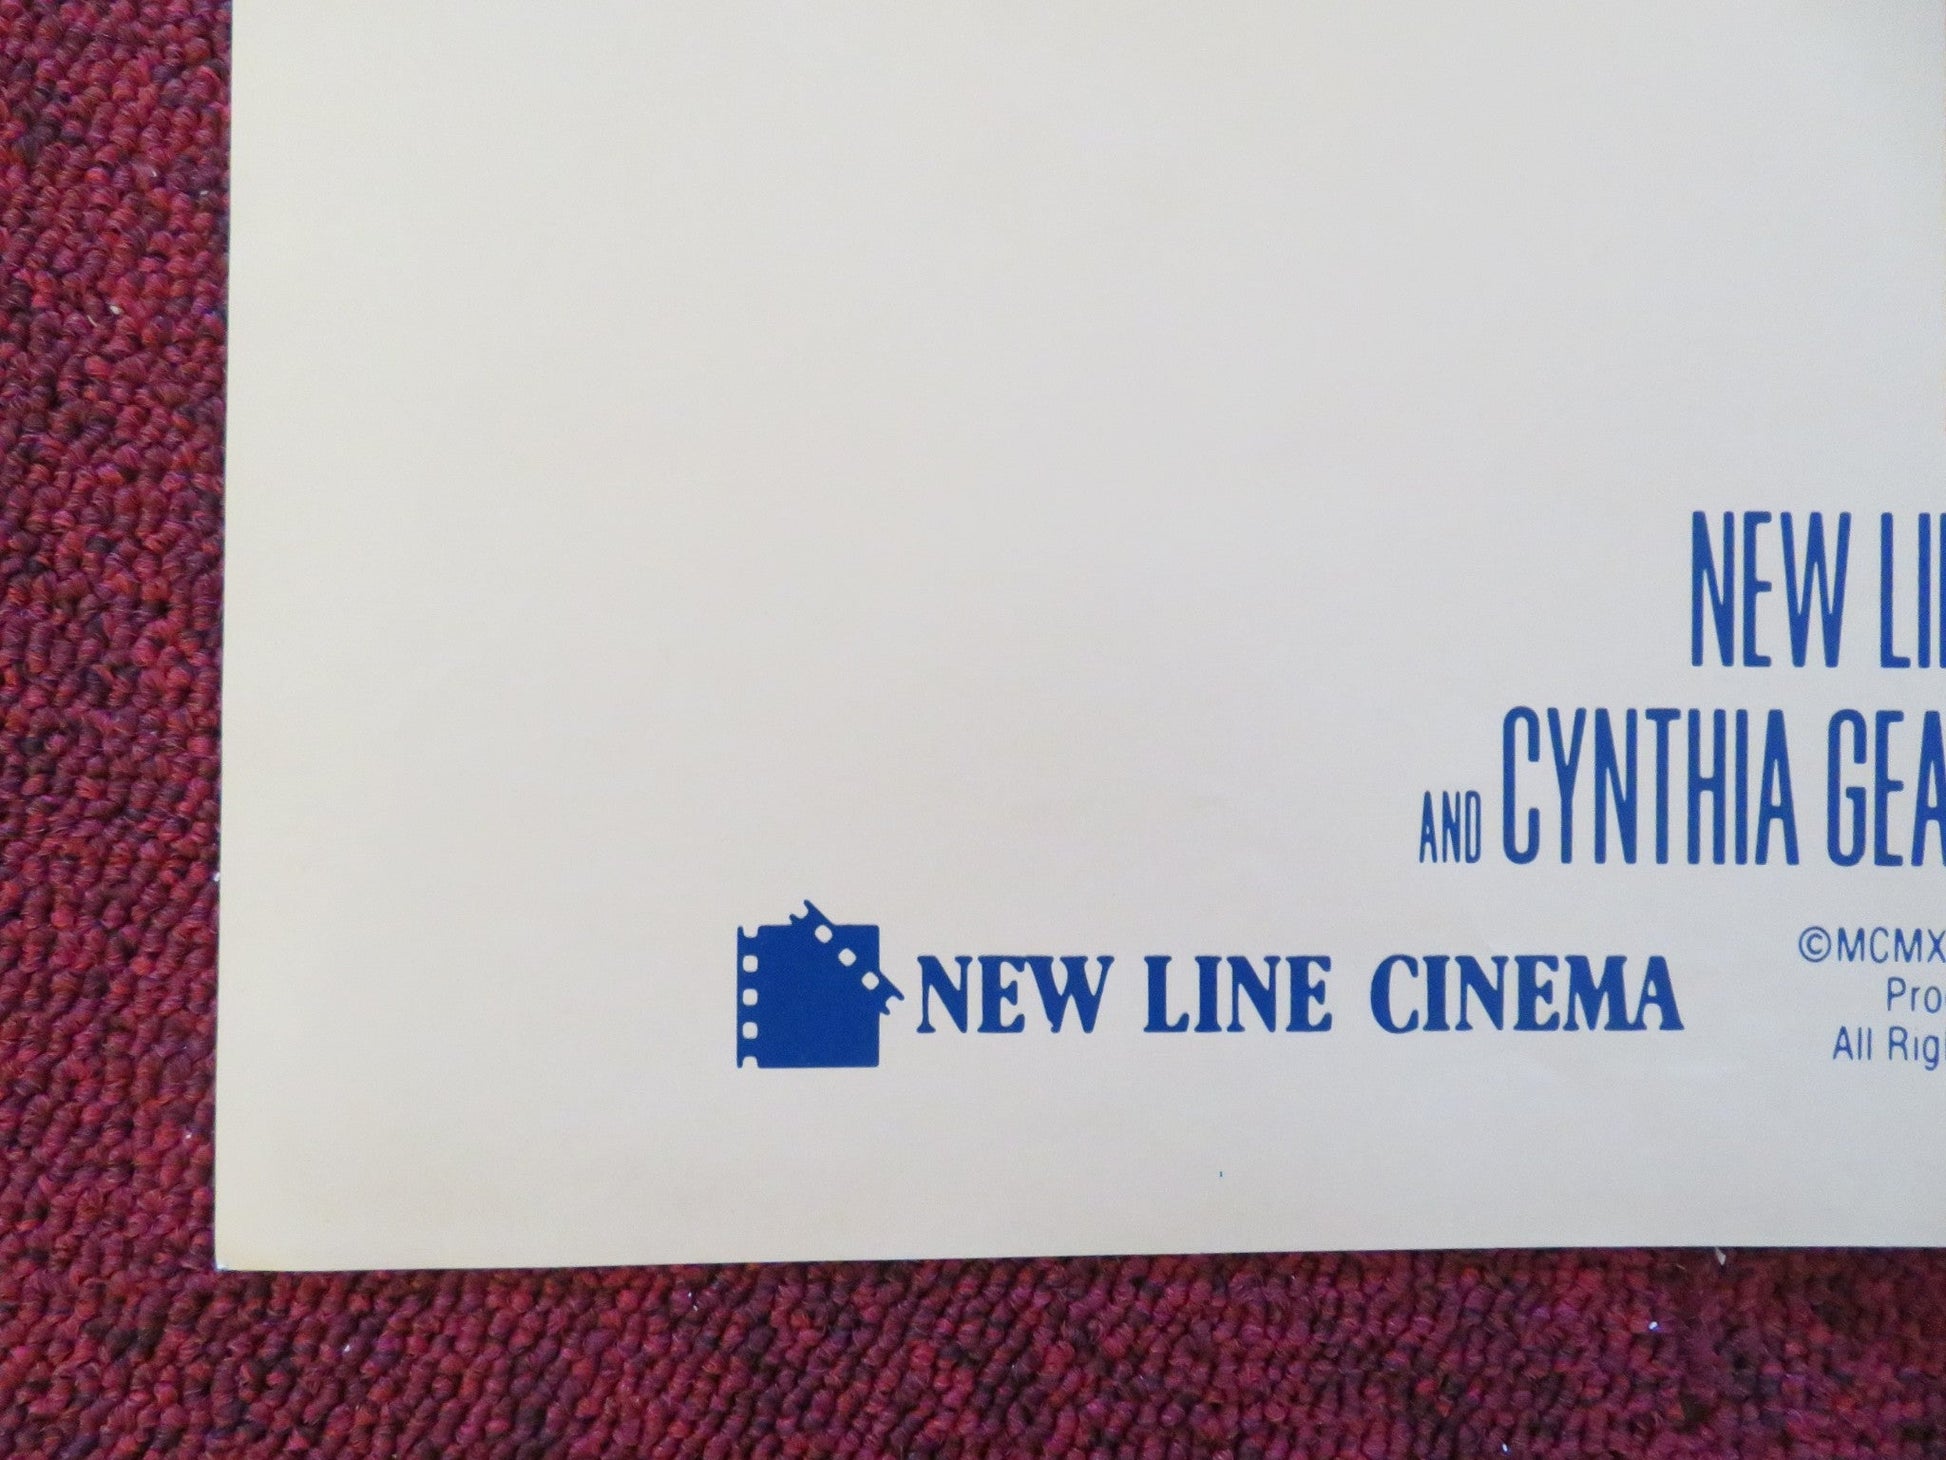 NEW LI
AND CYNTHIA GEA
NEW LINE CINEMA
©MCMX
Pro
All Rig